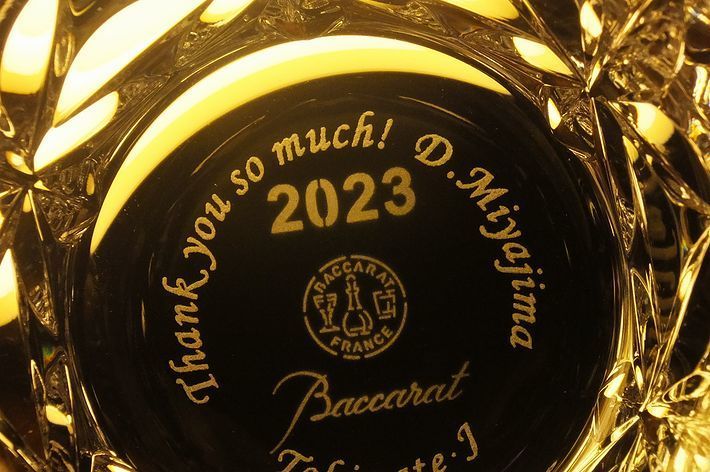 Thank you so much! D.Miyajima
2023
BACCARAT
FRANCE
Baccarat